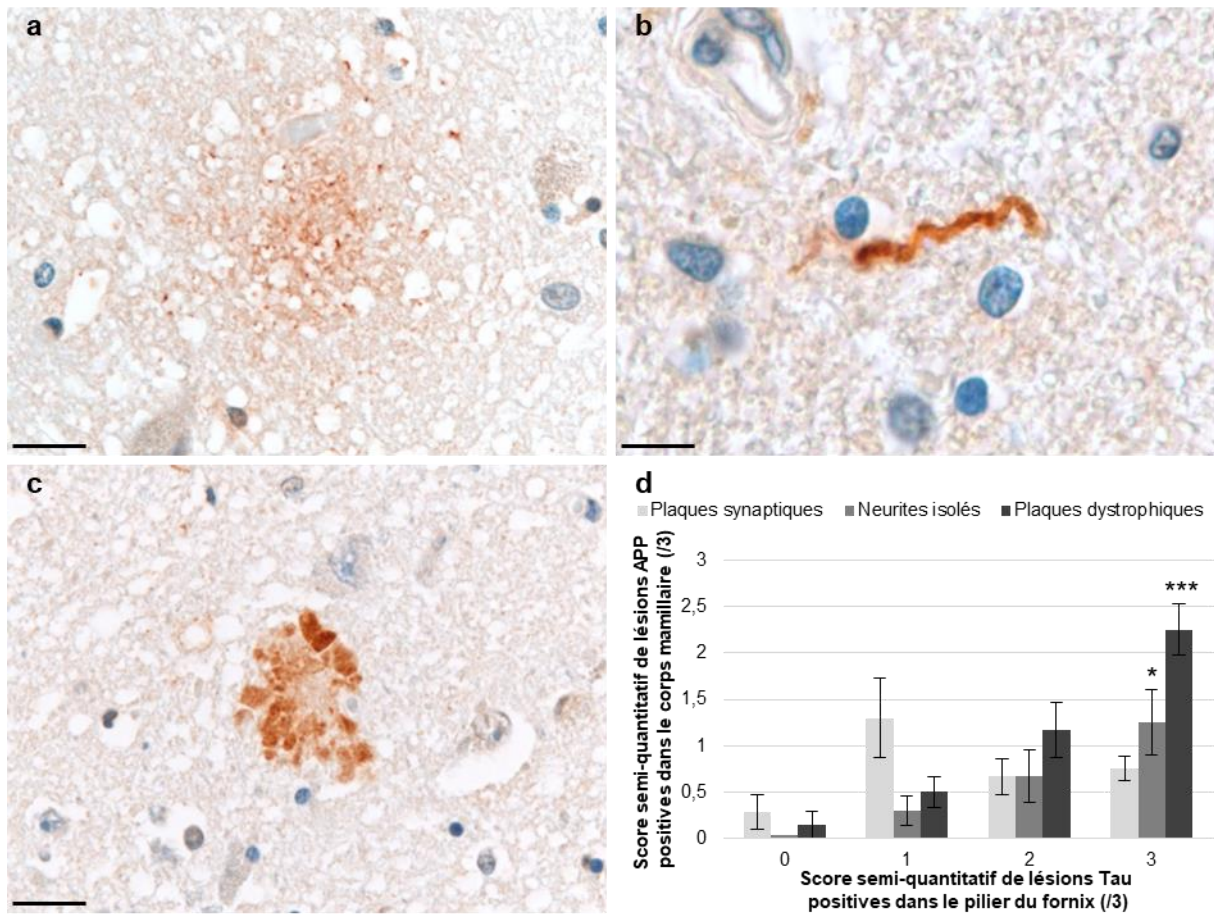 a
b
c
d
Plaques synaptiques Neurites isolés Plaques dystrophiques
Score semi-quantitatif de lésions APP
positives dans le corps mamillaire (/3)
3
2,5
2
1,5
1
0,5
0
*
***
0 1 2 3
Score semi-quantitatif de lésions Tau
positives dans le pilier du fornix (/3)